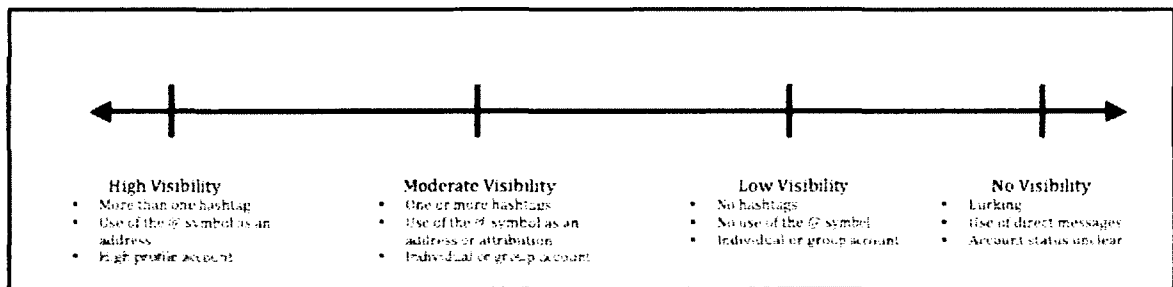 High Visibility
• More than one hashtag
• Use of the @ symbol as an
address
• High profile account
Moderate Visibility
• One or more hashtags
• Use of the @ symbol as an
address or attribution
• Individual or group account
Low Visibility
• No hashtags
• No use of the @ symbol
• Individual or group account
No Visibility
• Lurking
• Use of direct messages
• Account status unclear